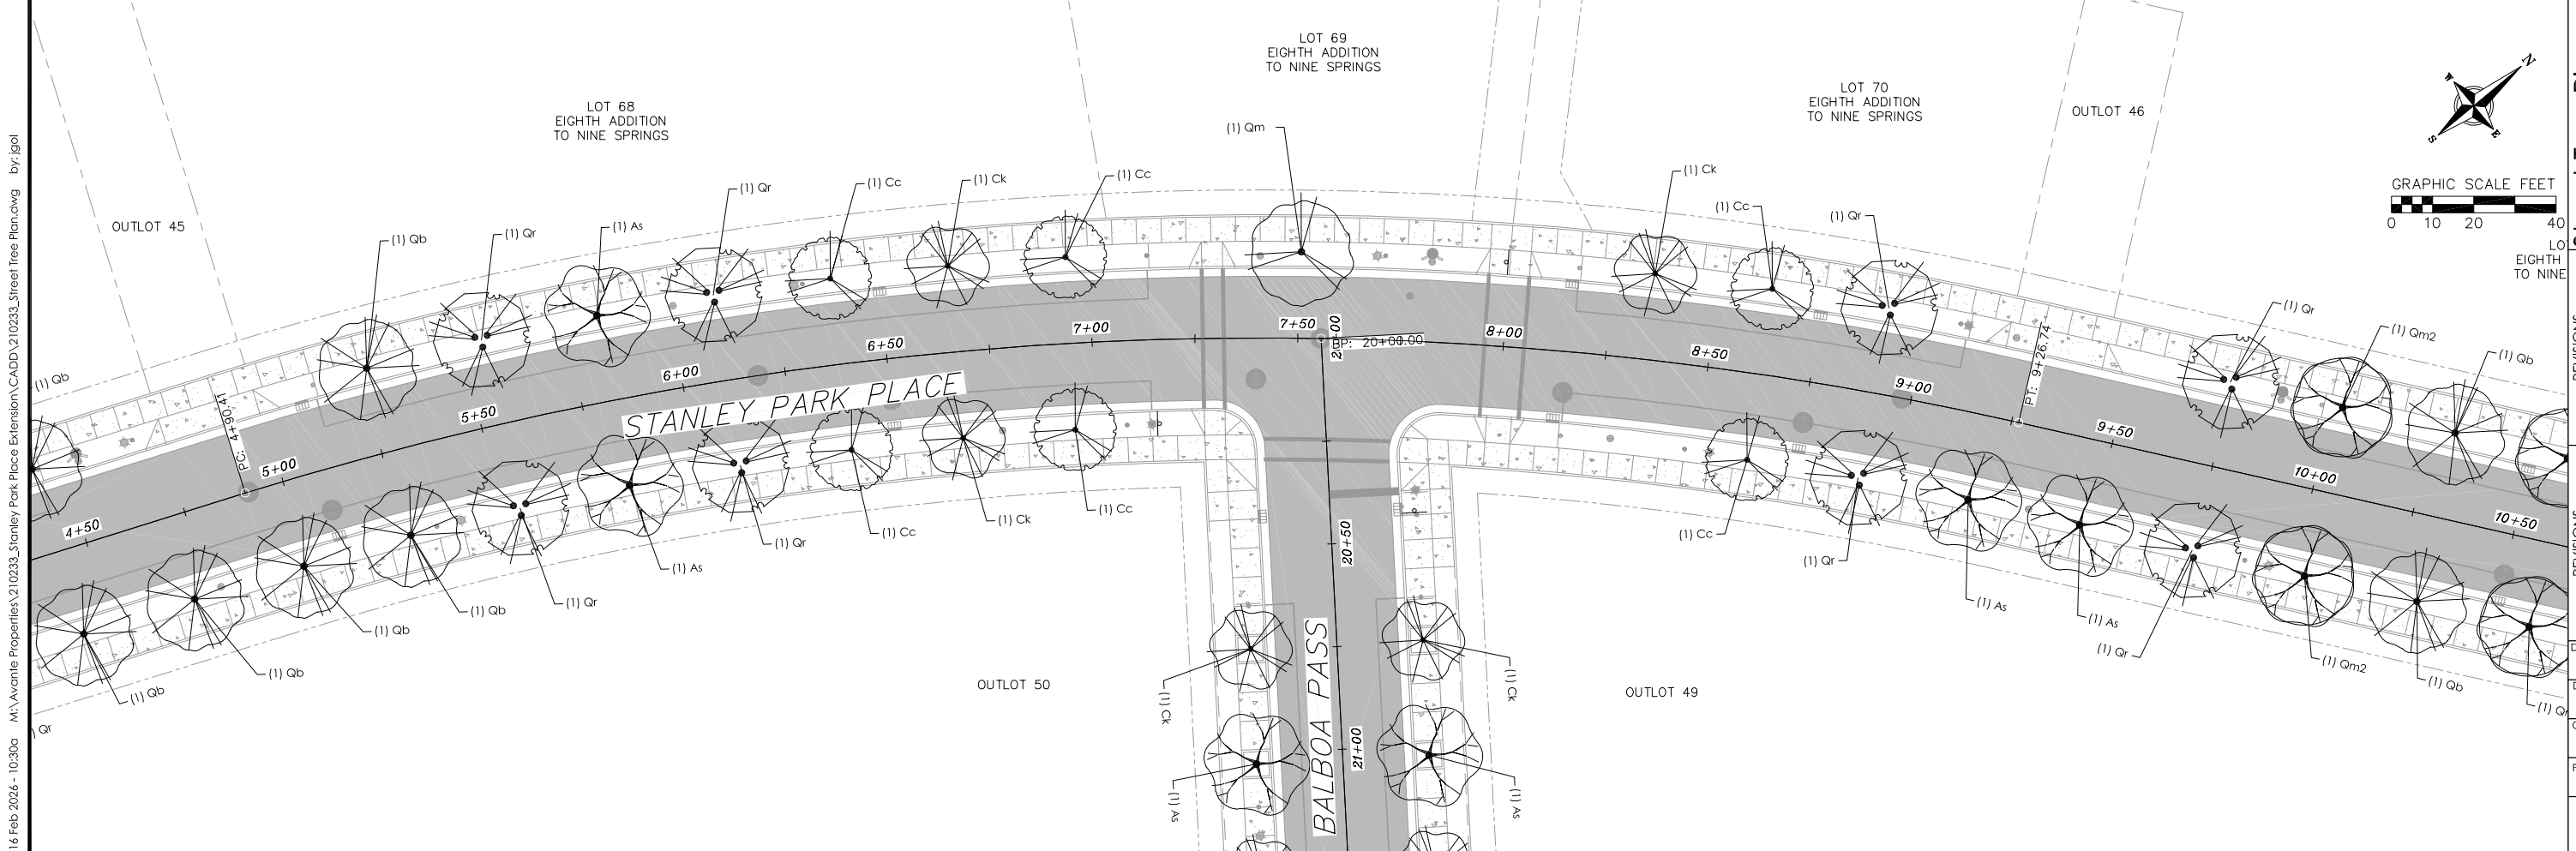 LOT 69
EIGHTH ADDITION
TO NINE SPRINGS
LOT 68
EIGHTH ADDITION
TO NINE SPRINGS
LOT 70
EIGHTH ADDITION
TO NINE SPRINGS
OUTLOT 46
OUTLOT 45
N
W
S
E
GRAPHIC SCALE FEET
0 10 20 40
LO
EIGHTH
TO NINE
(1) Qb
(1) Qb
(1) Qr
(1) As
(1) Qr
(1) Cc
(1) Ck
(1) Cc
(1) Qm
(1) Ck
(1) Cc
(1) Qr
(1) Qr
(1) Qm2
(1) Qb
PC: 4+90.41
PT: 9+26.74
4+50
5+00
5+50
6+00
6+50
7+00
7+50
8+00
8+50
9+00
9+50
10+00
10+50
STANLEY PARK PLACE
BP: 20+00.00
20+50
21+00
BALBOA PASS
) Qr
(1) Qb
(1) Qb
(1) Qb
(1) Qb
(1) Qr
(1) As
(1) Qr
(1) Cc
(1) Ck
(1) Cc
(1) Cc
(1) Qr
(1) As
(1) As
(1) Qr
(1) Qm2
(1) Qb
(1) Qr
(1) Ck
(1) Ck
(1) As
(1) As
OUTLOT 50
OUTLOT 49
16 Feb 2026 - 10:30a M:\Avante Properties\210233_Stanley Park Place Extension\CADD\210233_Street Tree Plan.dwg by: jgol